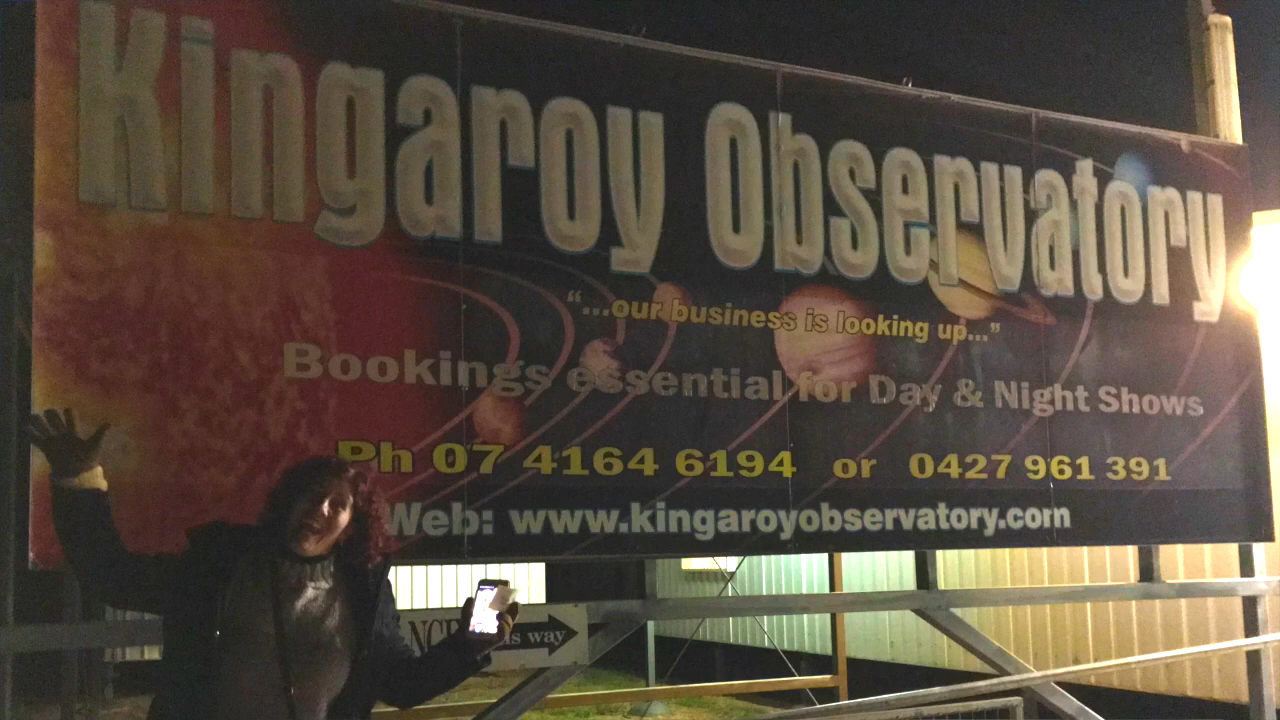 Kingaroy Observatory
"...our business is looking up..."
Bookings essential for Day & Night Shows
Ph 07 4164 6194 or 0427 961 391
Web: www.kingaroyobservatory.com
way